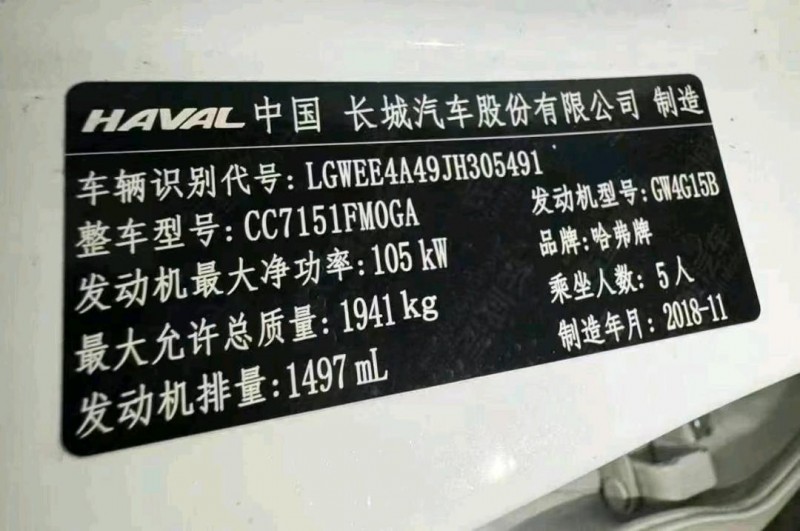 HAVAL 中国 长城汽车股份有限公司 制造
车辆识别代号:LGWEE4A49JH305491
整车型号:CC7151FM0GA 发动机型号:GW4G15B
发动机最大净功率:105 kW 品牌:哈弗牌
最大允许总质量:1941kg 乘坐人数:5人
发动机排量:1497 mL 制造年月:2018-11